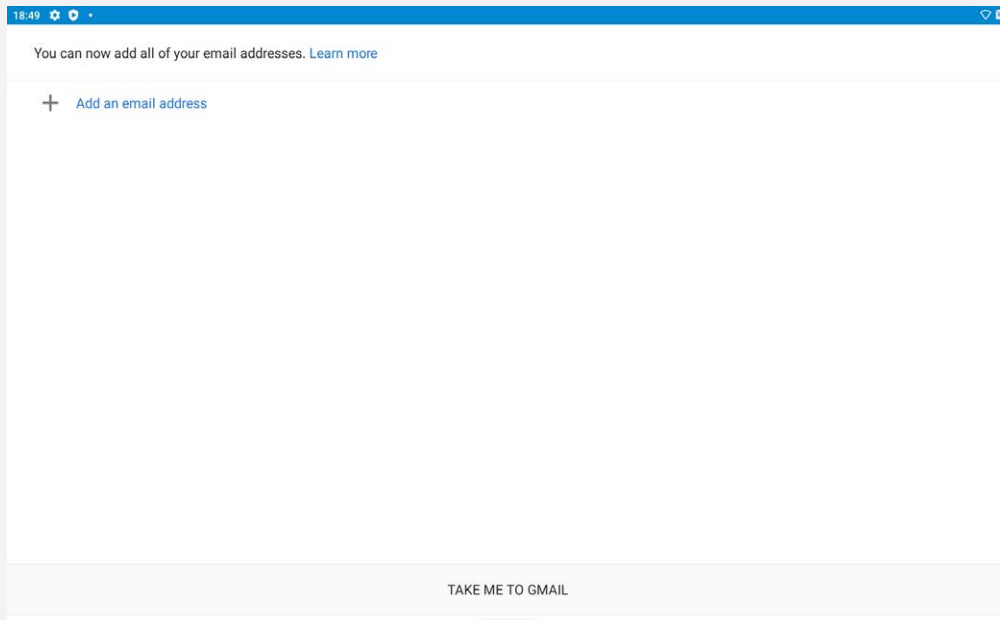 18:49
You can now add all of your email addresses. Learn more
Add an email address
TAKE ME TO GMAIL